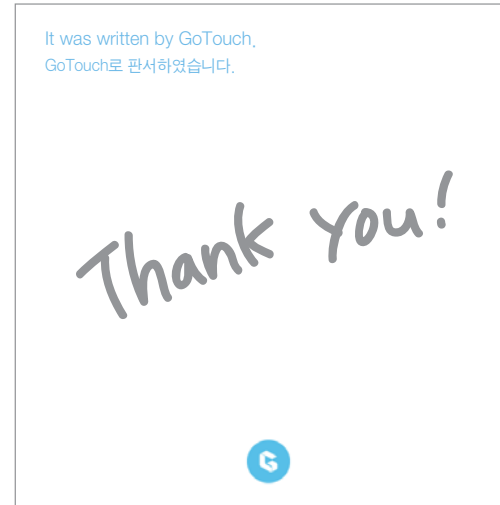 It was written by GoTouch.
GoTouch로 판서하였습니다.
Thank you!
G